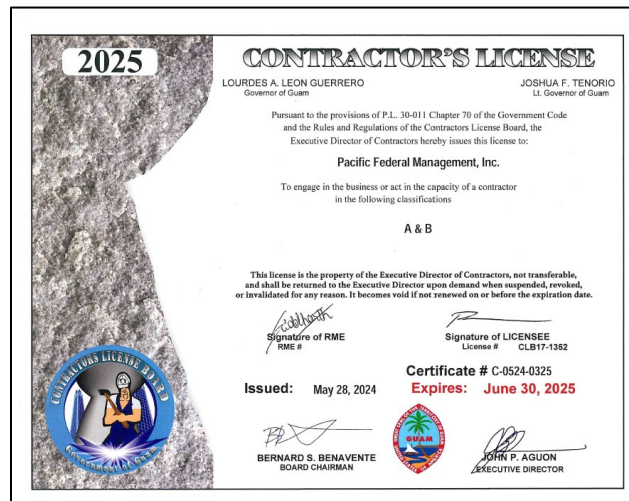 2025
CONTRACTOR'S LICENSE
LOURDES A. LEON GUERRERO
Governor of Guam
JOSHUA F. TENORIO
Lt. Governor of Guam
Pursuant to the provisions of P.L. 30-011 Chapter 70 of the Government Code
and the Rules and Regulations of the Contractors License Board, the
Executive Director of Contractors hereby issues this license to:
Pacific Federal Management, Inc.
To engage in the business or act in the capacity of a contractor
in the following classifications
A & B
This license is the property of the Executive Director of Contractors, not transferable,
and shall be returned to the Executive Director upon demand when suspended, revoked,
or invalidated for any reason. It becomes void if not renewed on or before the expiration date.
Signature of RME
RME #
Signature of LICENSEE
License # CLB17-1352
Certificate # C-0524-0325
Issued: May 28, 2024
Expires: June 30, 2025
CONTRACTORS LICENSE BOARD
Government of Guam
GUAM
BERNARD S. BENAVENTE
BOARD CHAIRMAN
JOHN P. AGUON
EXECUTIVE DIRECTOR